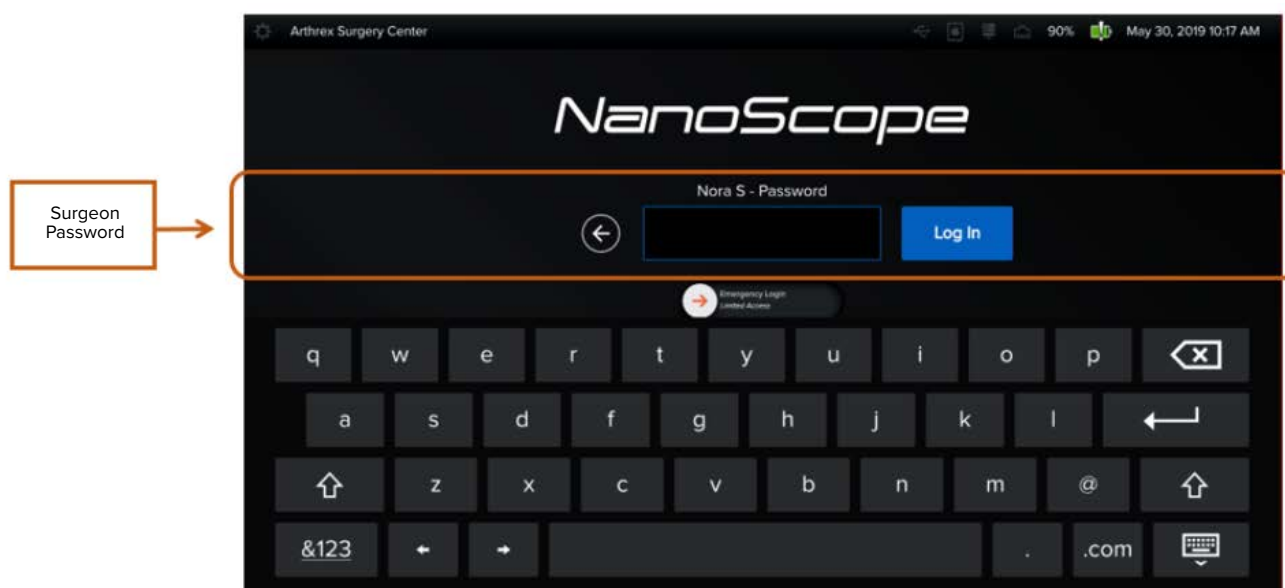 Arthrex Surgery Center 90% May 30, 2019 10:17 AM
NanoScope
Surgeon
Password
Nora S - Password
Log In
Emergency Login
Limited Access
q w e r t y u i o p
a s d f g h j k l
z x c v b n m @
&123 . .com